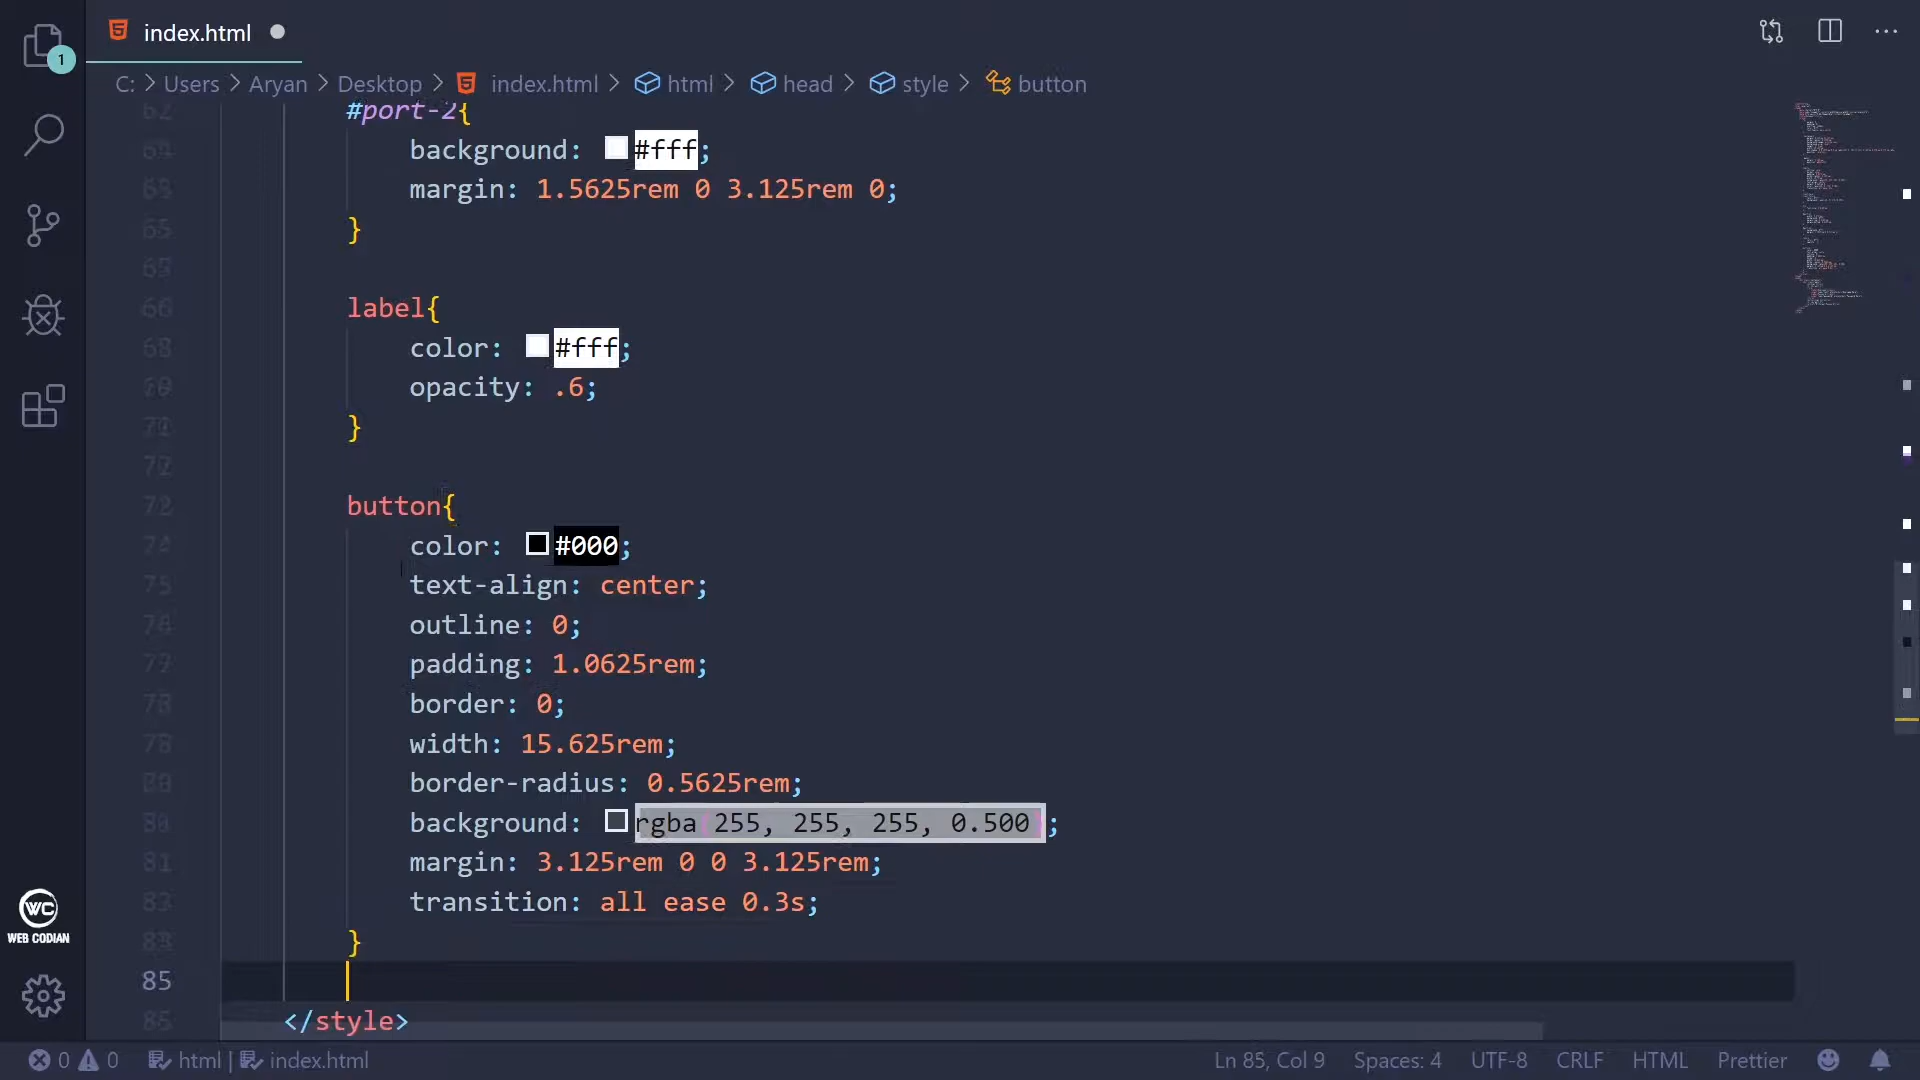 1
index.html
C: > Users > Aryan > Desktop > index.html > html > head > style > button
#port-2{
background: #fff;
margin: 1.5625rem 0 3.125rem 0;
}
label{
color: #fff;
opacity: .6;
}
button{
color: #000;
text-align: center;
outline: 0;
padding: 1.0625rem;
border: 0;
width: 15.625rem;
border-radius: 0.5625rem;
background: rgba(255, 255, 255, 0.500);
margin: 3.125rem 0 0 3.125rem;
transition: all ease 0.3s;
}
85
</style>
WC
WEB CODIAN
0 0 html | index.html Ln 85, Col 9 Spaces: 4 UTF-8 CRLF HTML Prettier